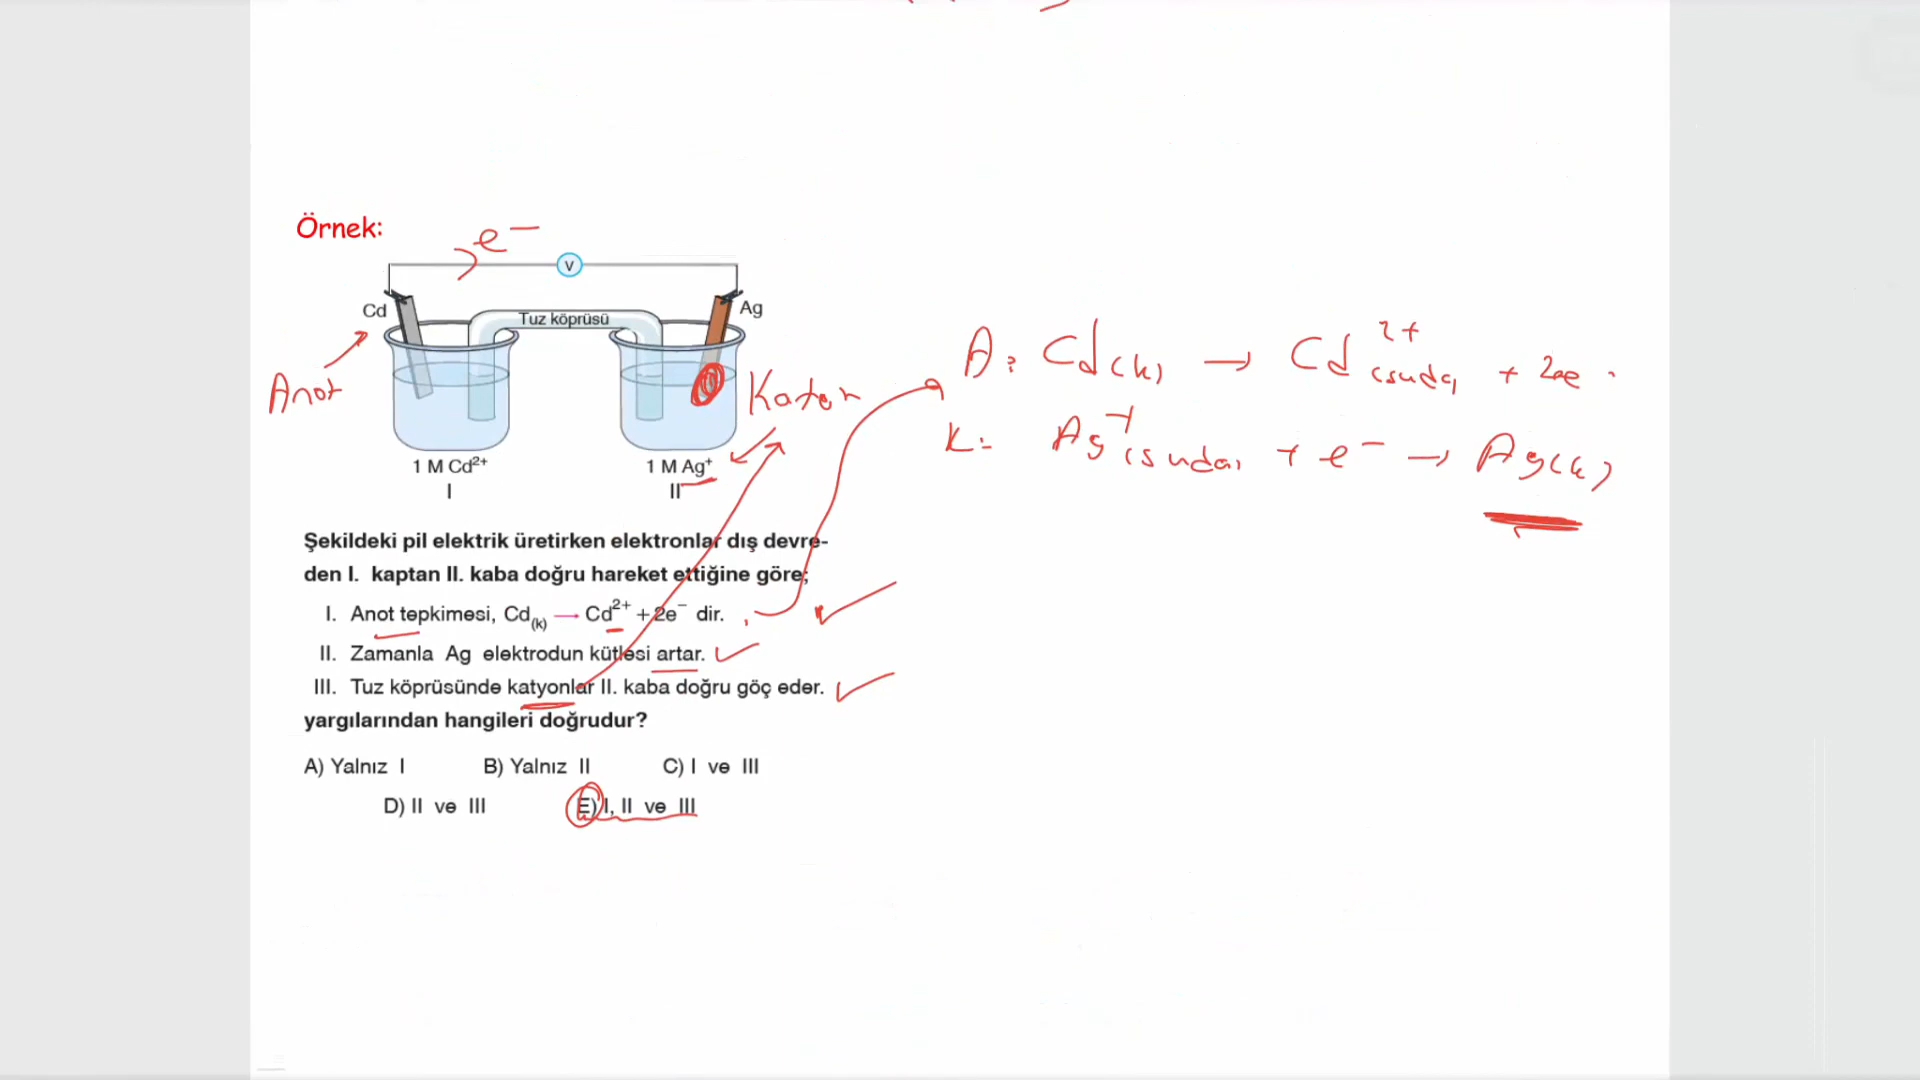 Örnek:
e⁻
V
Cd
Ag
Tuz köprüsü
Anot
Katot
1 M Cd²⁺
1 M Ag⁺
I
II
A: Cd(k) → Cd²⁺(suda) + 2e⁻
K: Ag⁺(suda) + e⁻ → Ag(k)
Şekildeki pil elektrik üretirken elektronlar dış devre-
den I. kaptan II. kaba doğru hareket ettiğine göre;
I. Anot tepkimesi, Cd(k) → Cd²⁺ + 2e⁻ dir.
II. Zamanla Ag elektrodun kütlesi artar.
III. Tuz köprüsünde katyonlar II. kaba doğru göç eder.
yargılarından hangileri doğrudur?
A) Yalnız I B) Yalnız II C) I ve III
D) II ve III E) I, II ve III